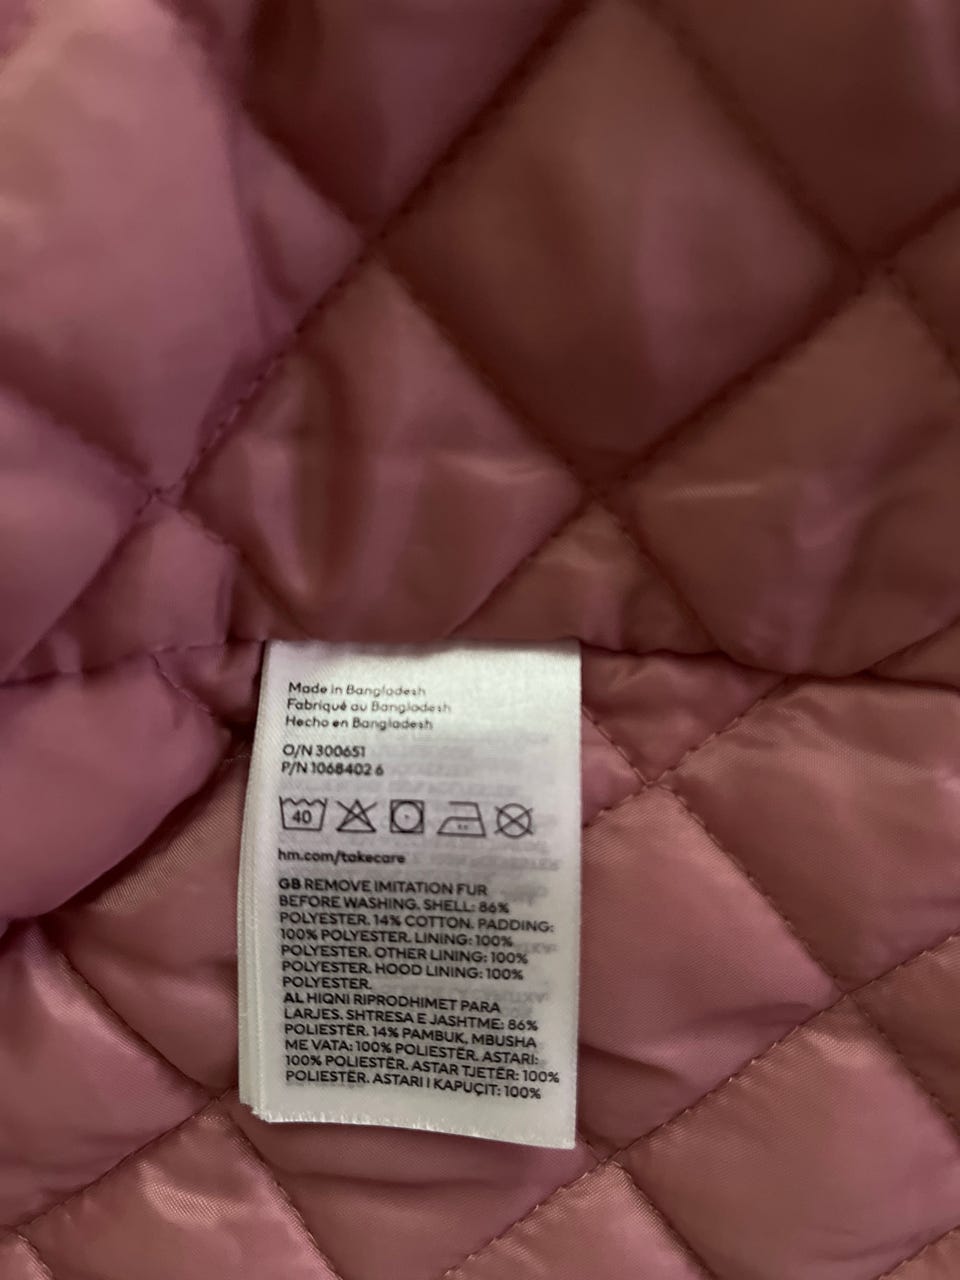 Made in Bangladesh
Fabriqué au Bangladesh
Hecho en Bangladesh
O/N 300651
P/N 1068402 6
40
hm.com/takecare
GB REMOVE IMITATION FUR
BEFORE WASHING. SHELL: 86%
POLYESTER. 14% COTTON. PADDING:
100% POLYESTER. LINING: 100%
POLYESTER. OTHER LINING: 100%
POLYESTER. HOOD LINING: 100%
POLYESTER.
AL HIQNI RIPRODHIMET PARA
LARJES. SHTRESA E JASHTME: 86%
POLIESTËR. 14% PAMBUK. MBUSHA
ME VATA: 100% POLIESTËR. ASTARI:
100% POLIESTËR. ASTAR TJETËR: 100%
POLIESTËR. ASTARI I KAPUÇIT: 100%